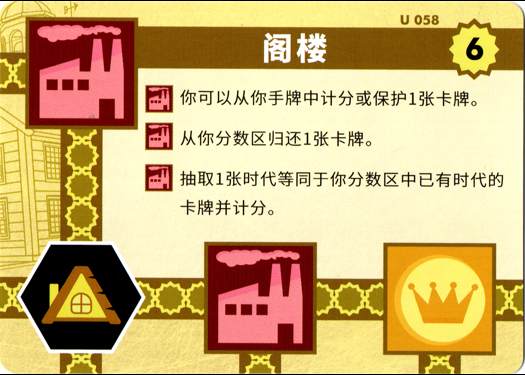 U 058
阁楼
6
你可以从你手牌中计分或保护1张卡牌。
从你分数区归还1张卡牌。
抽取1张时代等同于你分数区中已有时代的
卡牌并计分。